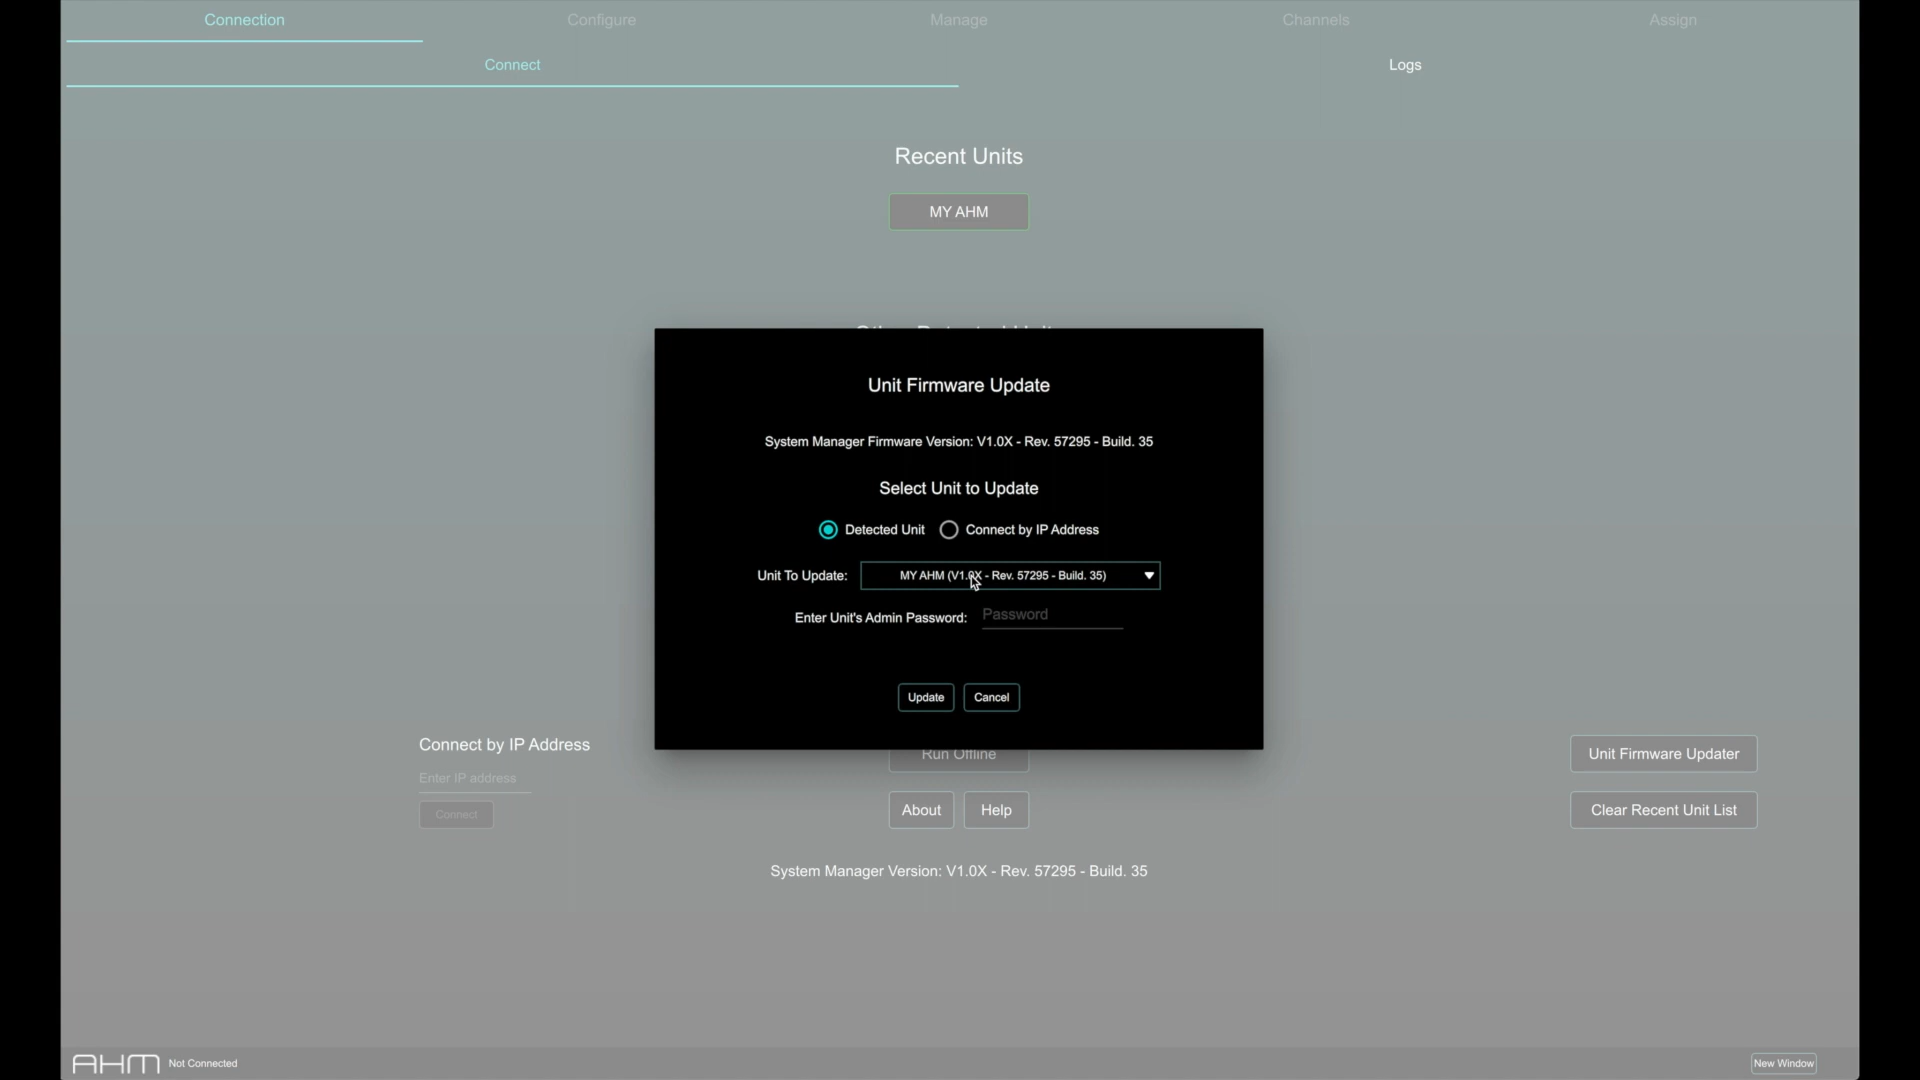 Connection
Configure
Manage
Channels
Assign
Connect
Logs
Recent Units
MY AHM
Unit Firmware Update
System Manager Firmware Version: V1.0X - Rev. 57295 - Build. 35
Select Unit to Update
Detected Unit
Connect by IP Address
Unit To Update:
MY AHM (V1.0X - Rev. 57295 - Build. 35)
Enter Unit's Admin Password:
Password
Update
Cancel
Connect by IP Address
Enter IP address
Connect
Run Offline
About
Help
Unit Firmware Updater
Clear Recent Unit List
System Manager Version: V1.0X - Rev. 57295 - Build. 35
AHM
Not Connected
New Window